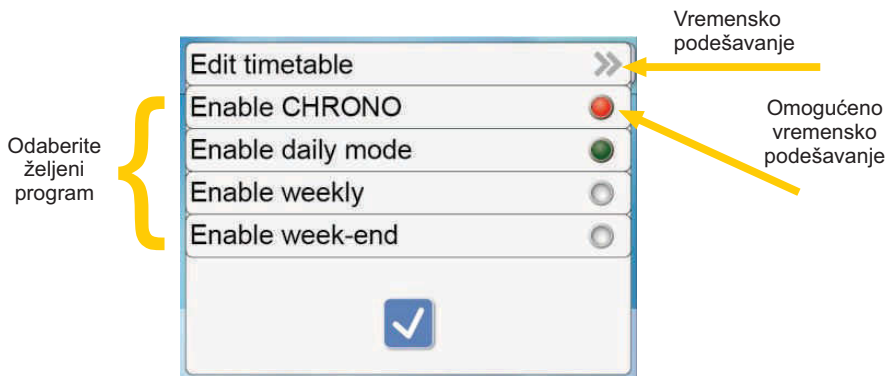 Vremensko
podešavanje
Edit timetable
Enable CHRONO
Enable daily mode
Enable weekly
Enable week-end
Odaberite
željeni
program
Omogućeno
vremensko
podešavanje